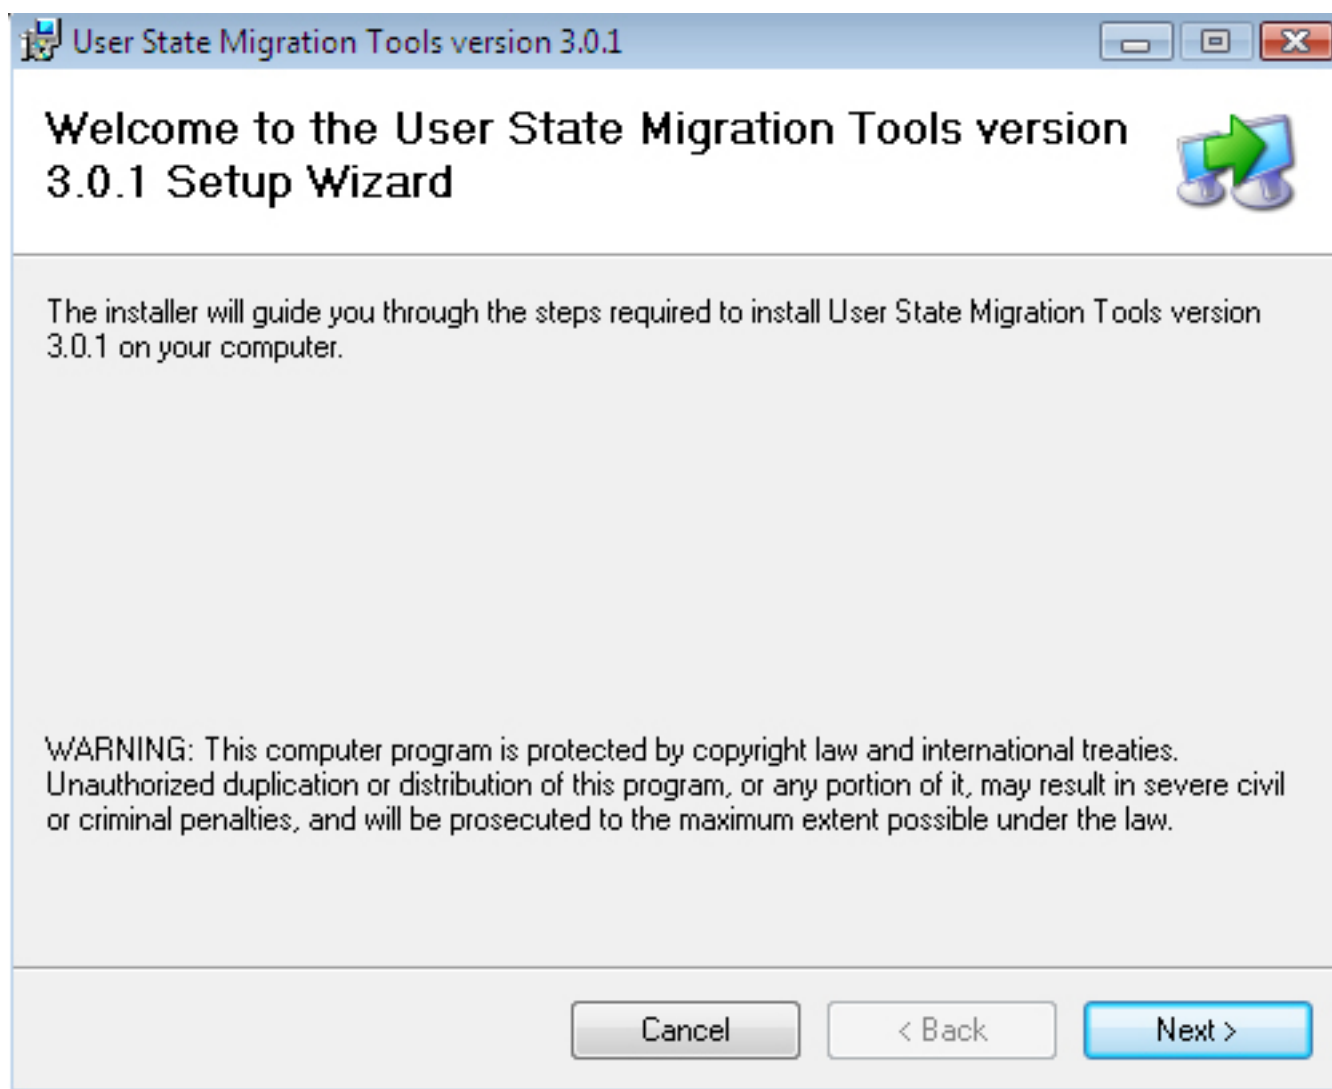 User State Migration Tools version 3.0.1
Welcome to the User State Migration Tools version
3.0.1 Setup Wizard
The installer will guide you through the steps required to install User State Migration Tools version
3.0.1 on your computer.
WARNING: This computer program is protected by copyright law and international treaties.
Unauthorized duplication or distribution of this program, or any portion of it, may result in severe civil
or criminal penalties, and will be prosecuted to the maximum extent possible under the law.
Cancel
< Back
Next >